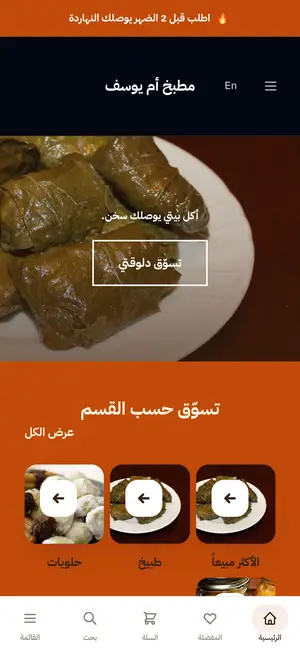 🔥 اطلب قبل 2 الضهر يوصلك النهاردة
مطبخ أم يوسف
En
أكل بيتي يوصلك سخن.
تسوّق دلوقتي
تسوّق حسب القسم
عرض الكل
الأكثر مبيعاً
طبيخ
حلويات
الرئيسية
المفضلة
السلة
بحث
القائمة